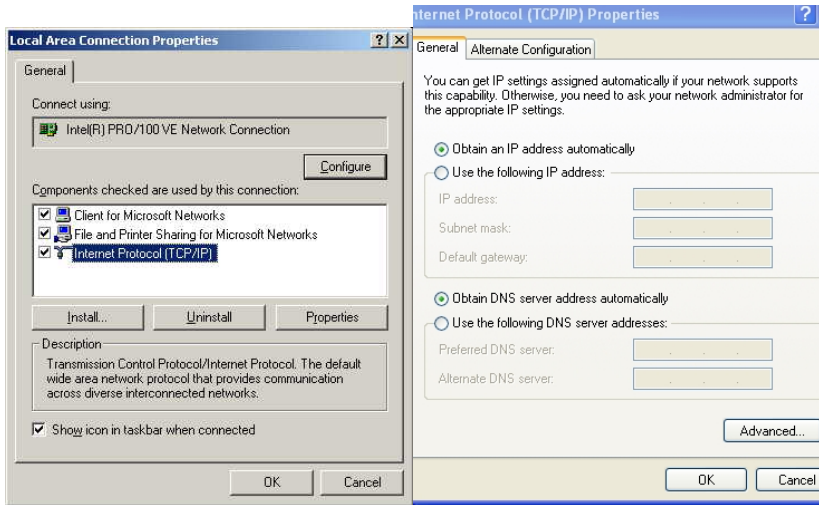 Local Area Connection Properties
General
Connect using:
Intel(R) PRO/100 VE Network Connection
Configure
Components checked are used by this connection:
Client for Microsoft Networks
File and Printer Sharing for Microsoft Networks
Internet Protocol (TCP/IP)
Install...
Uninstall
Properties
Description
Transmission Control Protocol/Internet Protocol. The default
wide area network protocol that provides communication
across diverse interconnected networks.
Show icon in taskbar when connected
OK
Cancel
nternet Protocol (TCP/IP) Properties
General
Alternate Configuration
You can get IP settings assigned automatically if your network supports
this capability. Otherwise, you need to ask your network administrator for
the appropriate IP settings.
Obtain an IP address automatically
Use the following IP address:
IP address:
Subnet mask:
Default gateway:
Obtain DNS server address automatically
Use the following DNS server addresses:
Preferred DNS server:
Alternate DNS server:
Advanced...
OK
Cancel